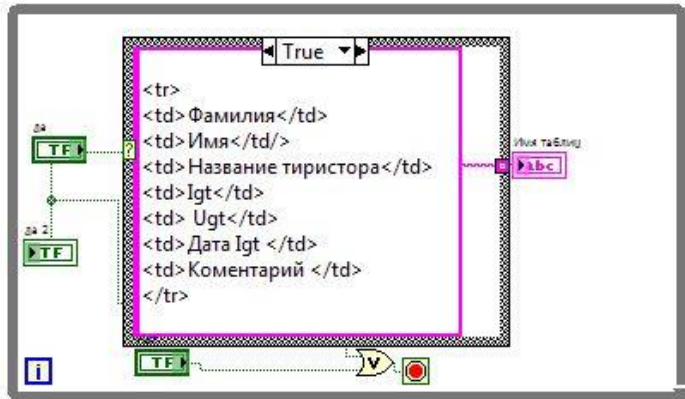 True
<tr>
<td>Фамилия</td>
да
<td>Имя</td/>
Имя таблиц
TF
?
<td>Название тиристора</td>
abc
<td>Igt</td>
<td> Ugt</td>
да 2
<td>Дата Igt </td>
TF
<td>Коментарий </td>
</tr>
TF
V
i